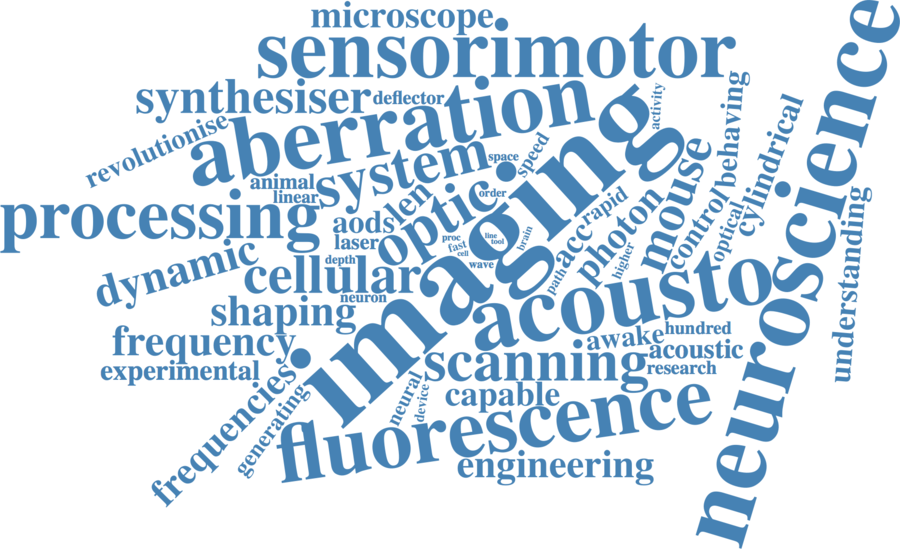 microscope
sensorimotor
synthesiser
deflector
aberration
revolutionise
activity
behaving
neuroscience
system
space
speed
animal
linear
len
order
cylindrical
processing
aods
optic
imaging
rapid
mouse
control
laser
proc
line
tool
fast
cell
brain
acc
photon
optical
understanding
dynamic
depth
wave
higher
path
cellular
neuron
shaping
acousto
frequency
awake
hundred
experimental
scanning
acoustic
research
frequencies
generating
neural
device
capable
fluorescence
engineering